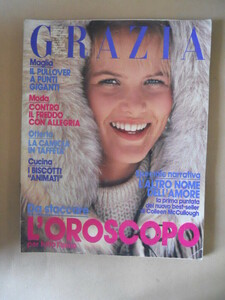 GRAZIA
Maglia
IL PULLOVER
A PUNTI
GIGANTI
Moda
CONTRO
IL FREDDO
CON ALLEGRIA
Offerta
LA CAMICIA
IN TAFFETÀ
Cucina
I BISCOTTI
"ANIMATI"
narrativa
L'ALTRO NOME
DELL'AMORE
la prima puntata
del nuovo best-seller
di Colleen McCullough
L'OROSCOPO